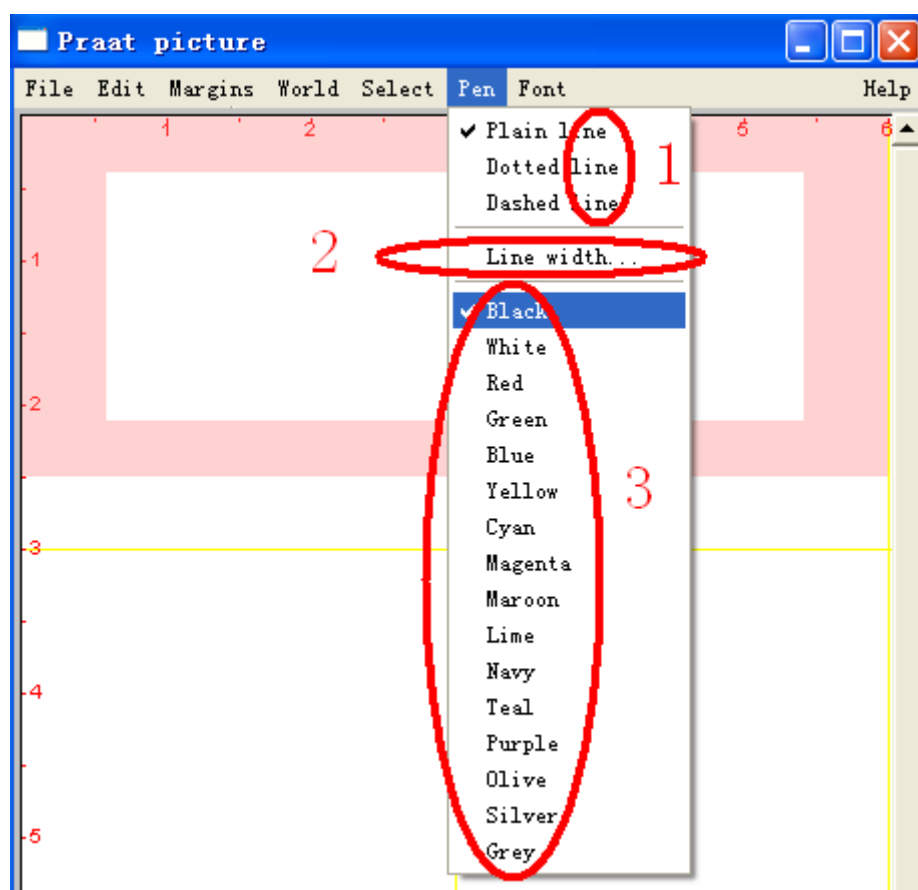 Praat picture
File Edit Margins World Select Pen Font Help
1 2 5 6
Plain line
Dotted line
Dashed line
1
Line width...
2
Black
White
Red
Green
Blue
Yellow
Cyan
Magenta
Maroon
Lime
Navy
Teal
Purple
Olive
Silver
Grey
3
1
2
3
4
5